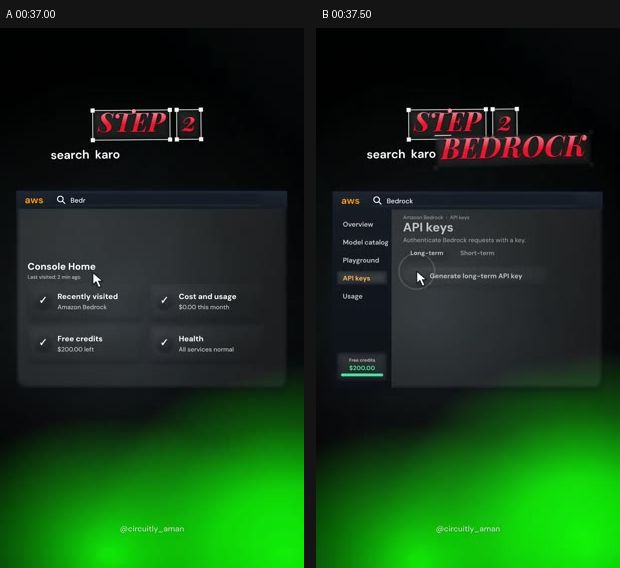 A 00:37.00
STEP 2
search karo
aws Bedr
Console Home
Last visited: 2 min ago
✓ Recently visited
Amazon Bedrock
✓ Cost and usage
$0.00 this month
✓ Free credits
$200.00 left
✓ Health
All services normal
@circuitly_aman
B 00:37.50
STEP 2
search karo BEDROCK
aws Bedrock
Overview
Model catalog
Playground
API keys
Usage
Free credits
$200.00
Amazon Bedrock › API keys
API keys
Authenticate Bedrock requests with a key.
Long-term Short-term
Generate long-term API key
@circuitly_aman